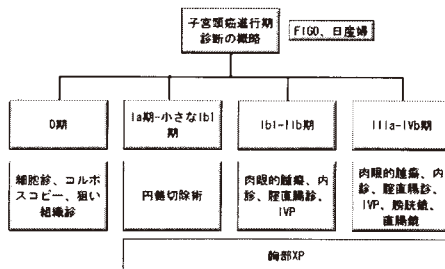 子宮頸癌進行期
診断の概略
FIGO、日産婦
0期
Ia期-小さなIb1
期
Ib1-IIb期
IIIa-IVb期
細胞診、コルポ
スコピー、狙い
組織診
円錐切除術
肉眼的腫瘍、内
診、腟直腸診、
IVP
肉眼的腫瘍、内
診、腟直腸診、
IVP、膀胱鏡、
直腸鏡
胸部XP